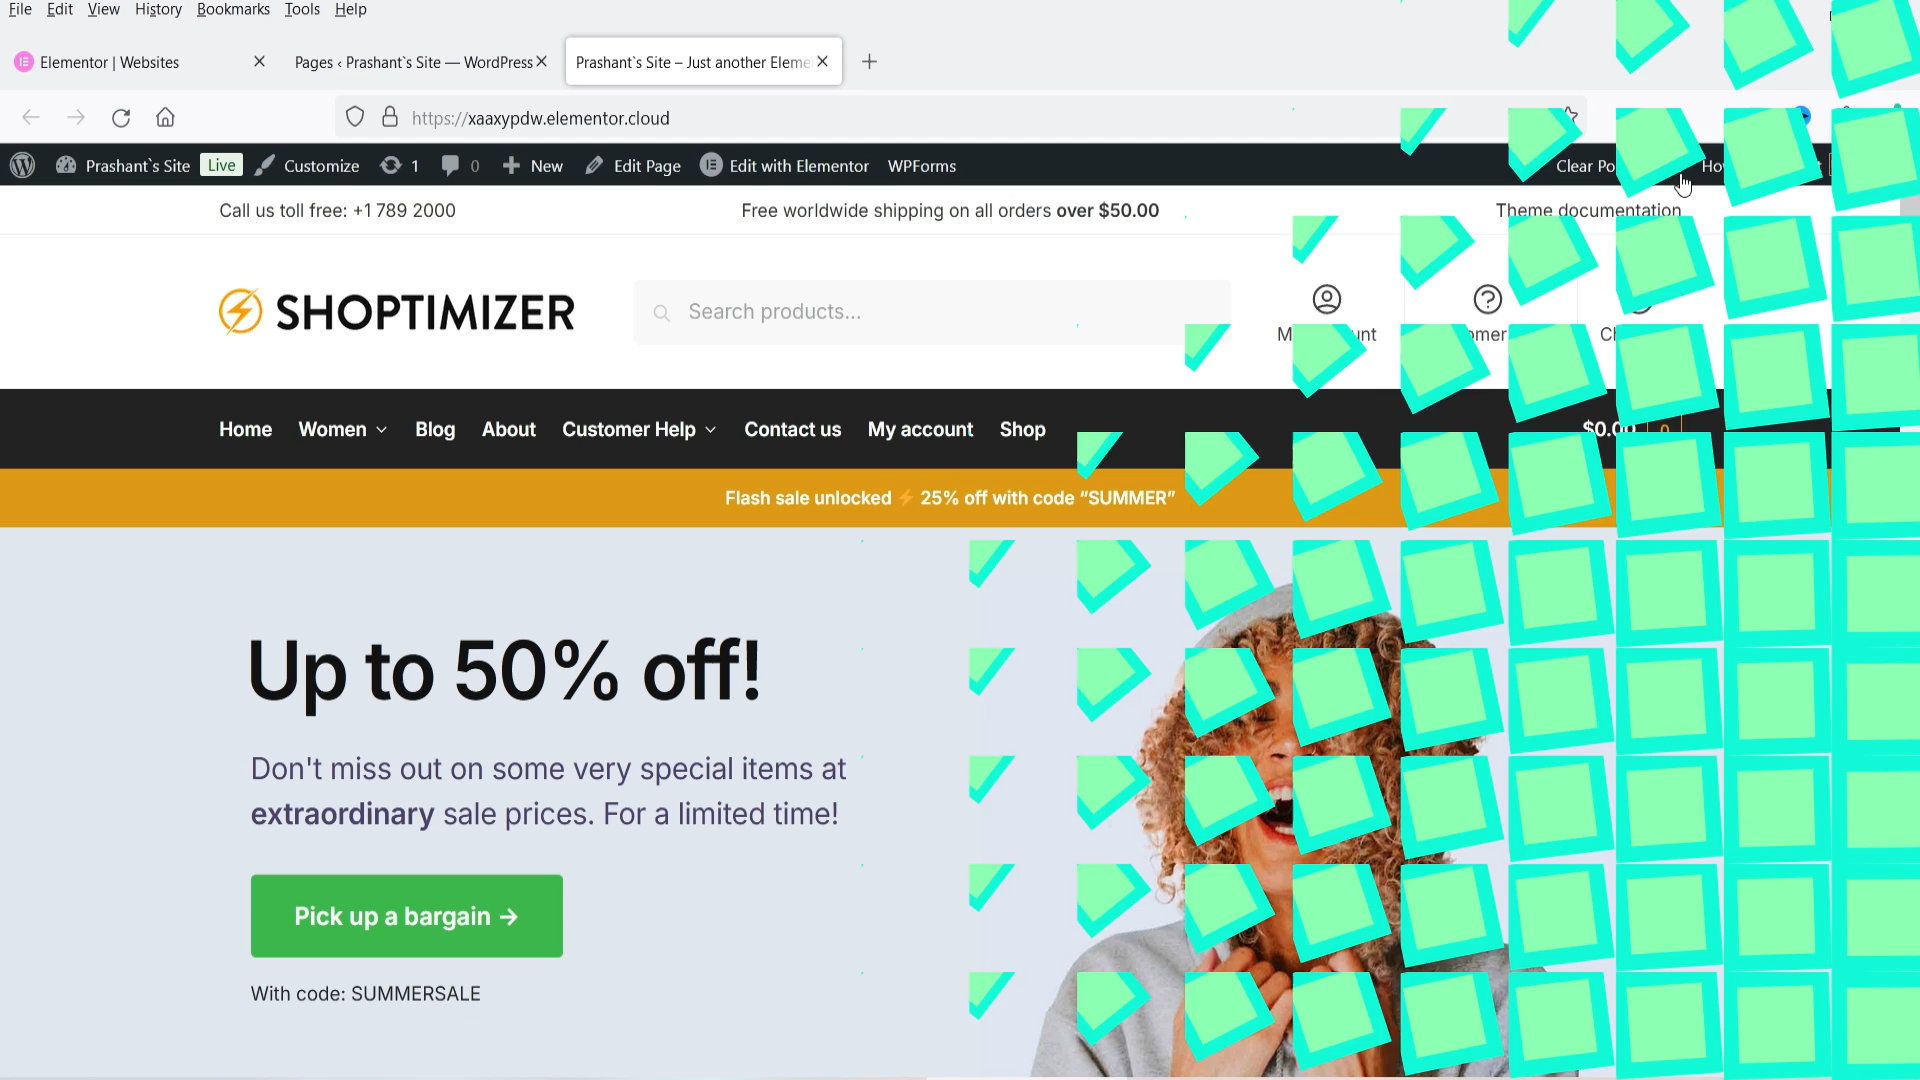 File Edit View History Bookmarks Tools Help
Elementor | Websites
Pages ‹ Prashant`s Site — WordPress
Prashant`s Site – Just another Eleme
https://xaaxypdw.elementor.cloud
Prashant`s Site Live Customize 1 0 New Edit Page Edit with Elementor WPForms Clear
Call us toll free: +1 789 2000
Free worldwide shipping on all orders over $50.00
Theme documentation
SHOPTIMIZER
Search products...
Home Women Blog About Customer Help Contact us My account Shop $0.00 0
Flash sale unlocked ⚡ 25% off with code “SUMMER”
Up to 50% off!
Don't miss out on some very special items at
extraordinary sale prices. For a limited time!
Pick up a bargain →
With code: SUMMERSALE